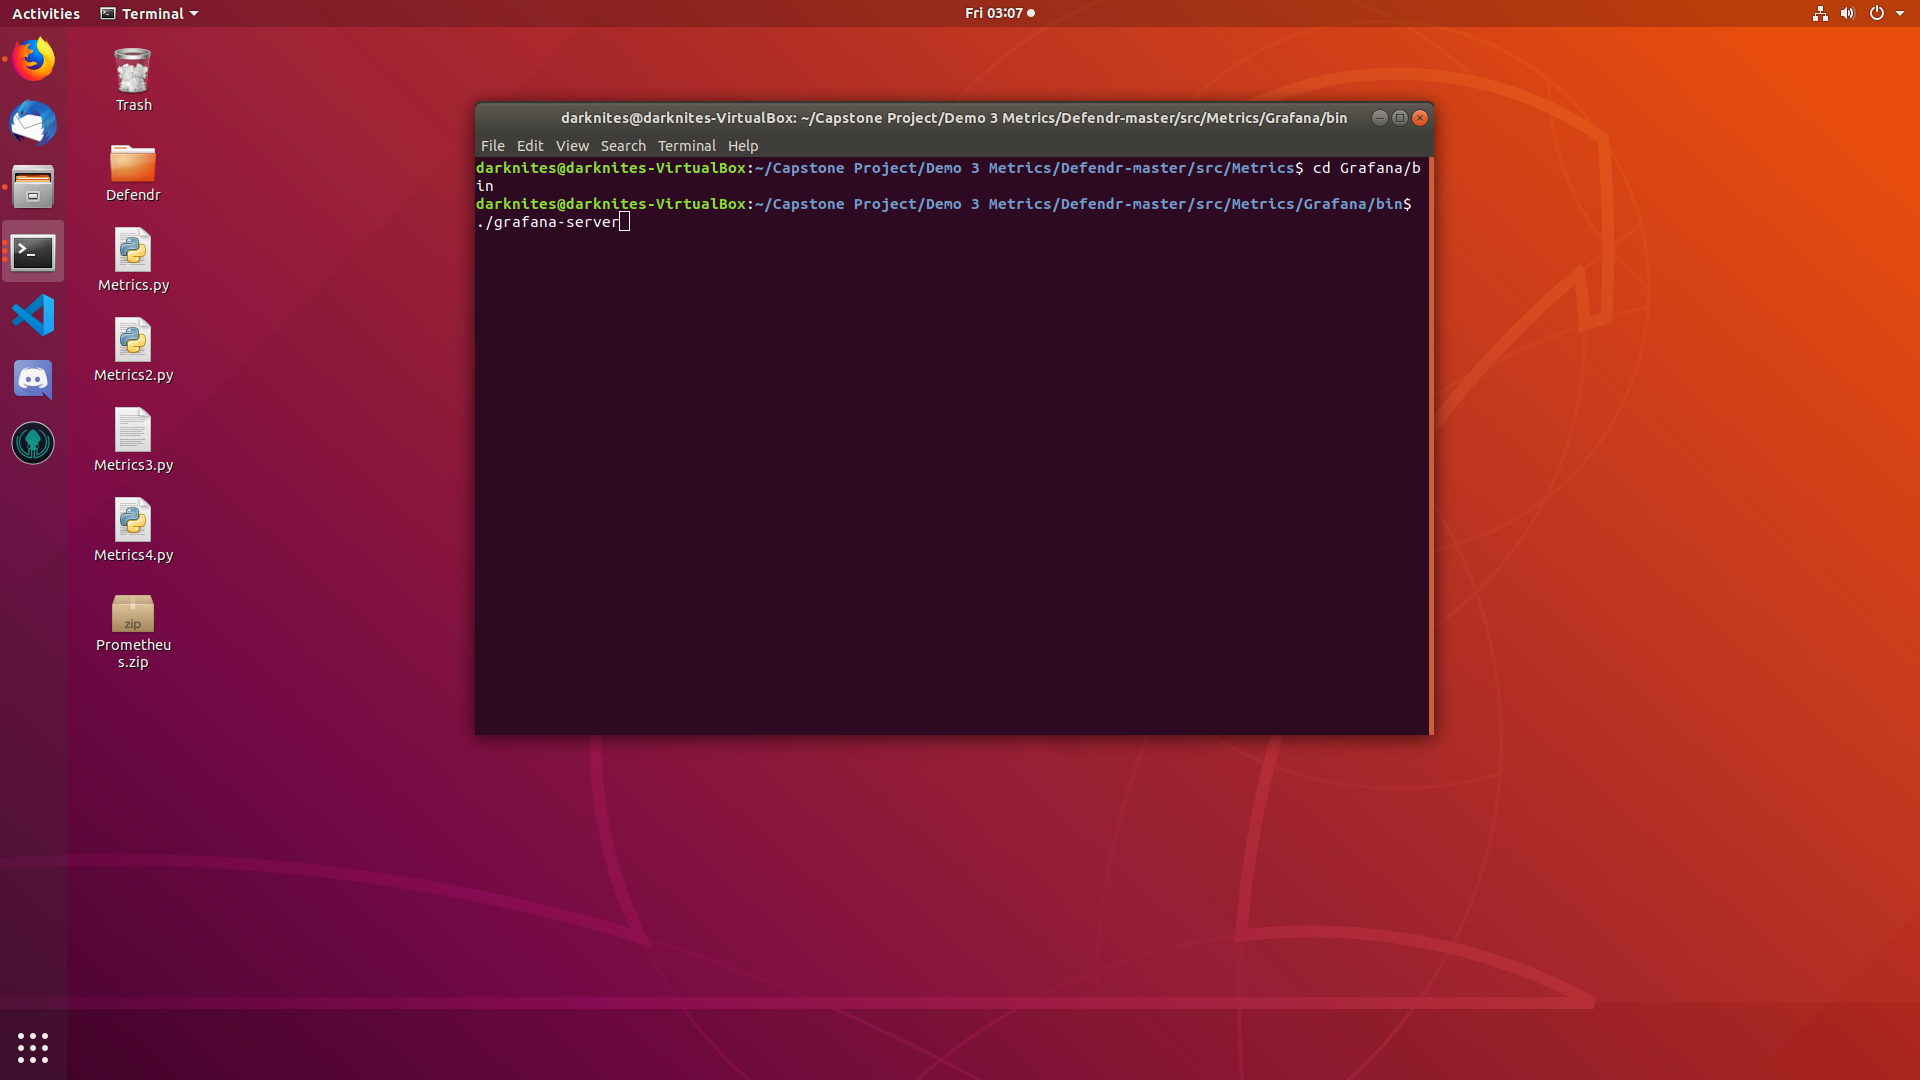 Activities
Terminal
Fri 03:07
Trash
Defendr
Metrics.py
Metrics2.py
Metrics3.py
Metrics4.py
zip
Prometheu
s.zip
darknites@darknites-VirtualBox: ~/Capstone Project/Demo 3 Metrics/Defendr-master/src/Metrics/Grafana/bin
File Edit View Search Terminal Help
darknites@darknites-VirtualBox:~/Capstone Project/Demo 3 Metrics/Defendr-master/src/Metrics$ cd Grafana/b
in
darknites@darknites-VirtualBox:~/Capstone Project/Demo 3 Metrics/Defendr-master/src/Metrics/Grafana/bin$
./grafana-server